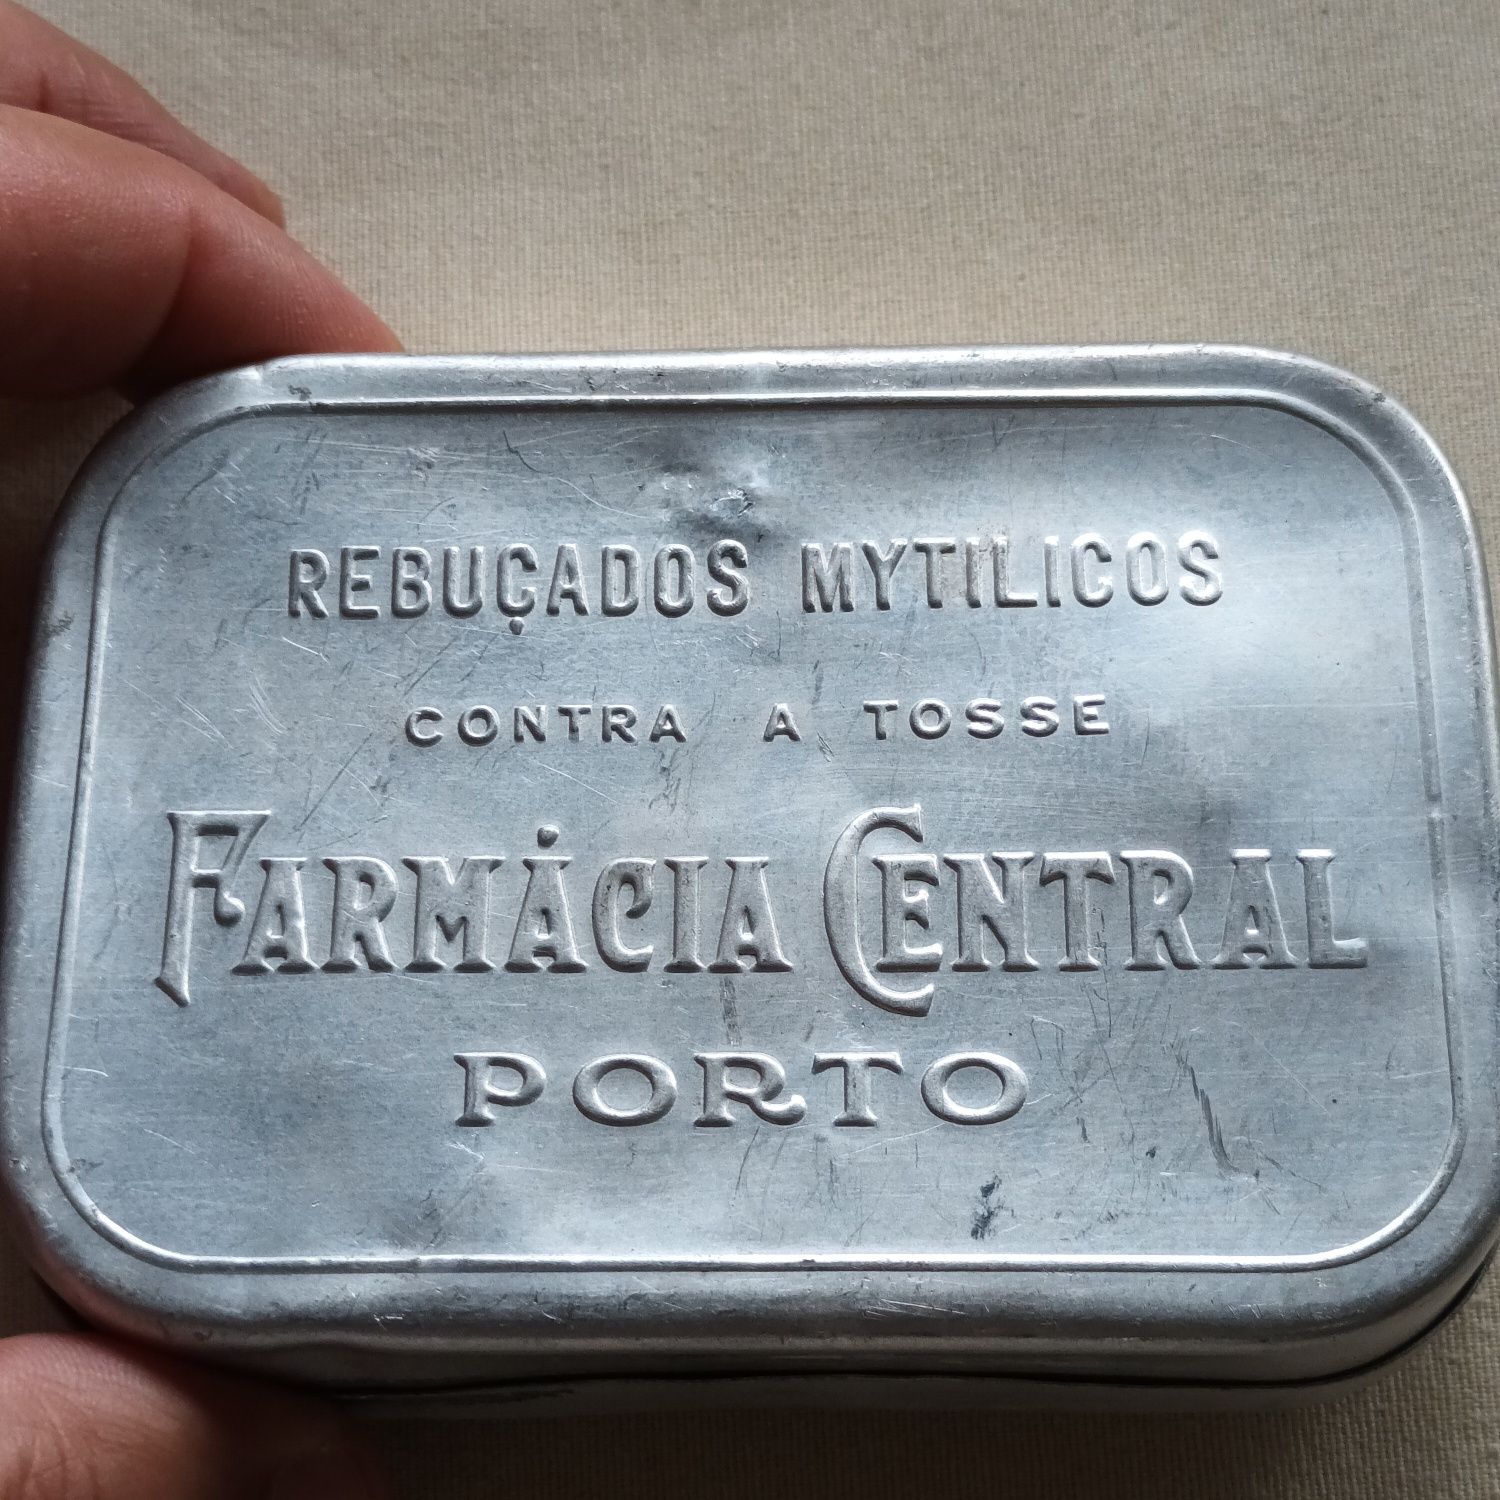 REBUÇADOS MYTILICOS
CONTRA A TOSSE
FARMÁCIA CENTRAL
PORTO